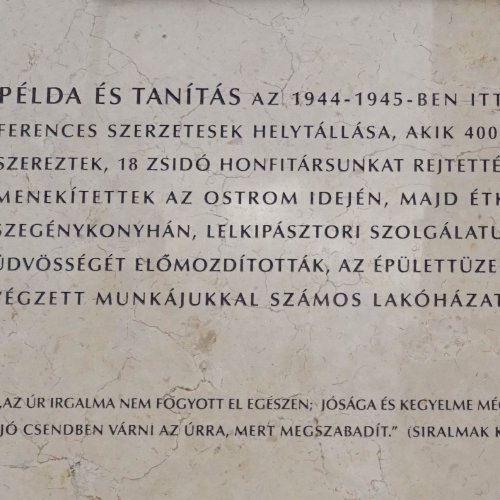 PÉLDA ÉS TANÍTÁS AZ 1944-1945-BEN ITT
FERENCES SZERZETESEK HELYTÁLLÁSA, AKIK 400
SZEREZTEK, 18 ZSIDÓ HONFITÁRSUNKAT REJTETTÉ
MENEKÍTETTEK AZ OSTROM IDEJÉN, MAJD ÉTK
SZEGÉNYKONYHÁN, LELKIPÁSZTORI SZOLGÁLATU
ÜDVÖSSÉGÉT ELŐMOZDÍTOTTÁK, AZ ÉPÜLETTÜZE
VÉGZETT MUNKÁJUKKAL SZÁMOS LAKÓHÁZAT
„AZ ÚR IRGALMA NEM FOGYOTT EL EGÉSZEN; JÓSÁGA ÉS KEGYELME MÉG
JÓ CSENDBEN VÁRNI AZ ÚRRA, MERT MEGSZABADÍT.” (SIRALMAK K